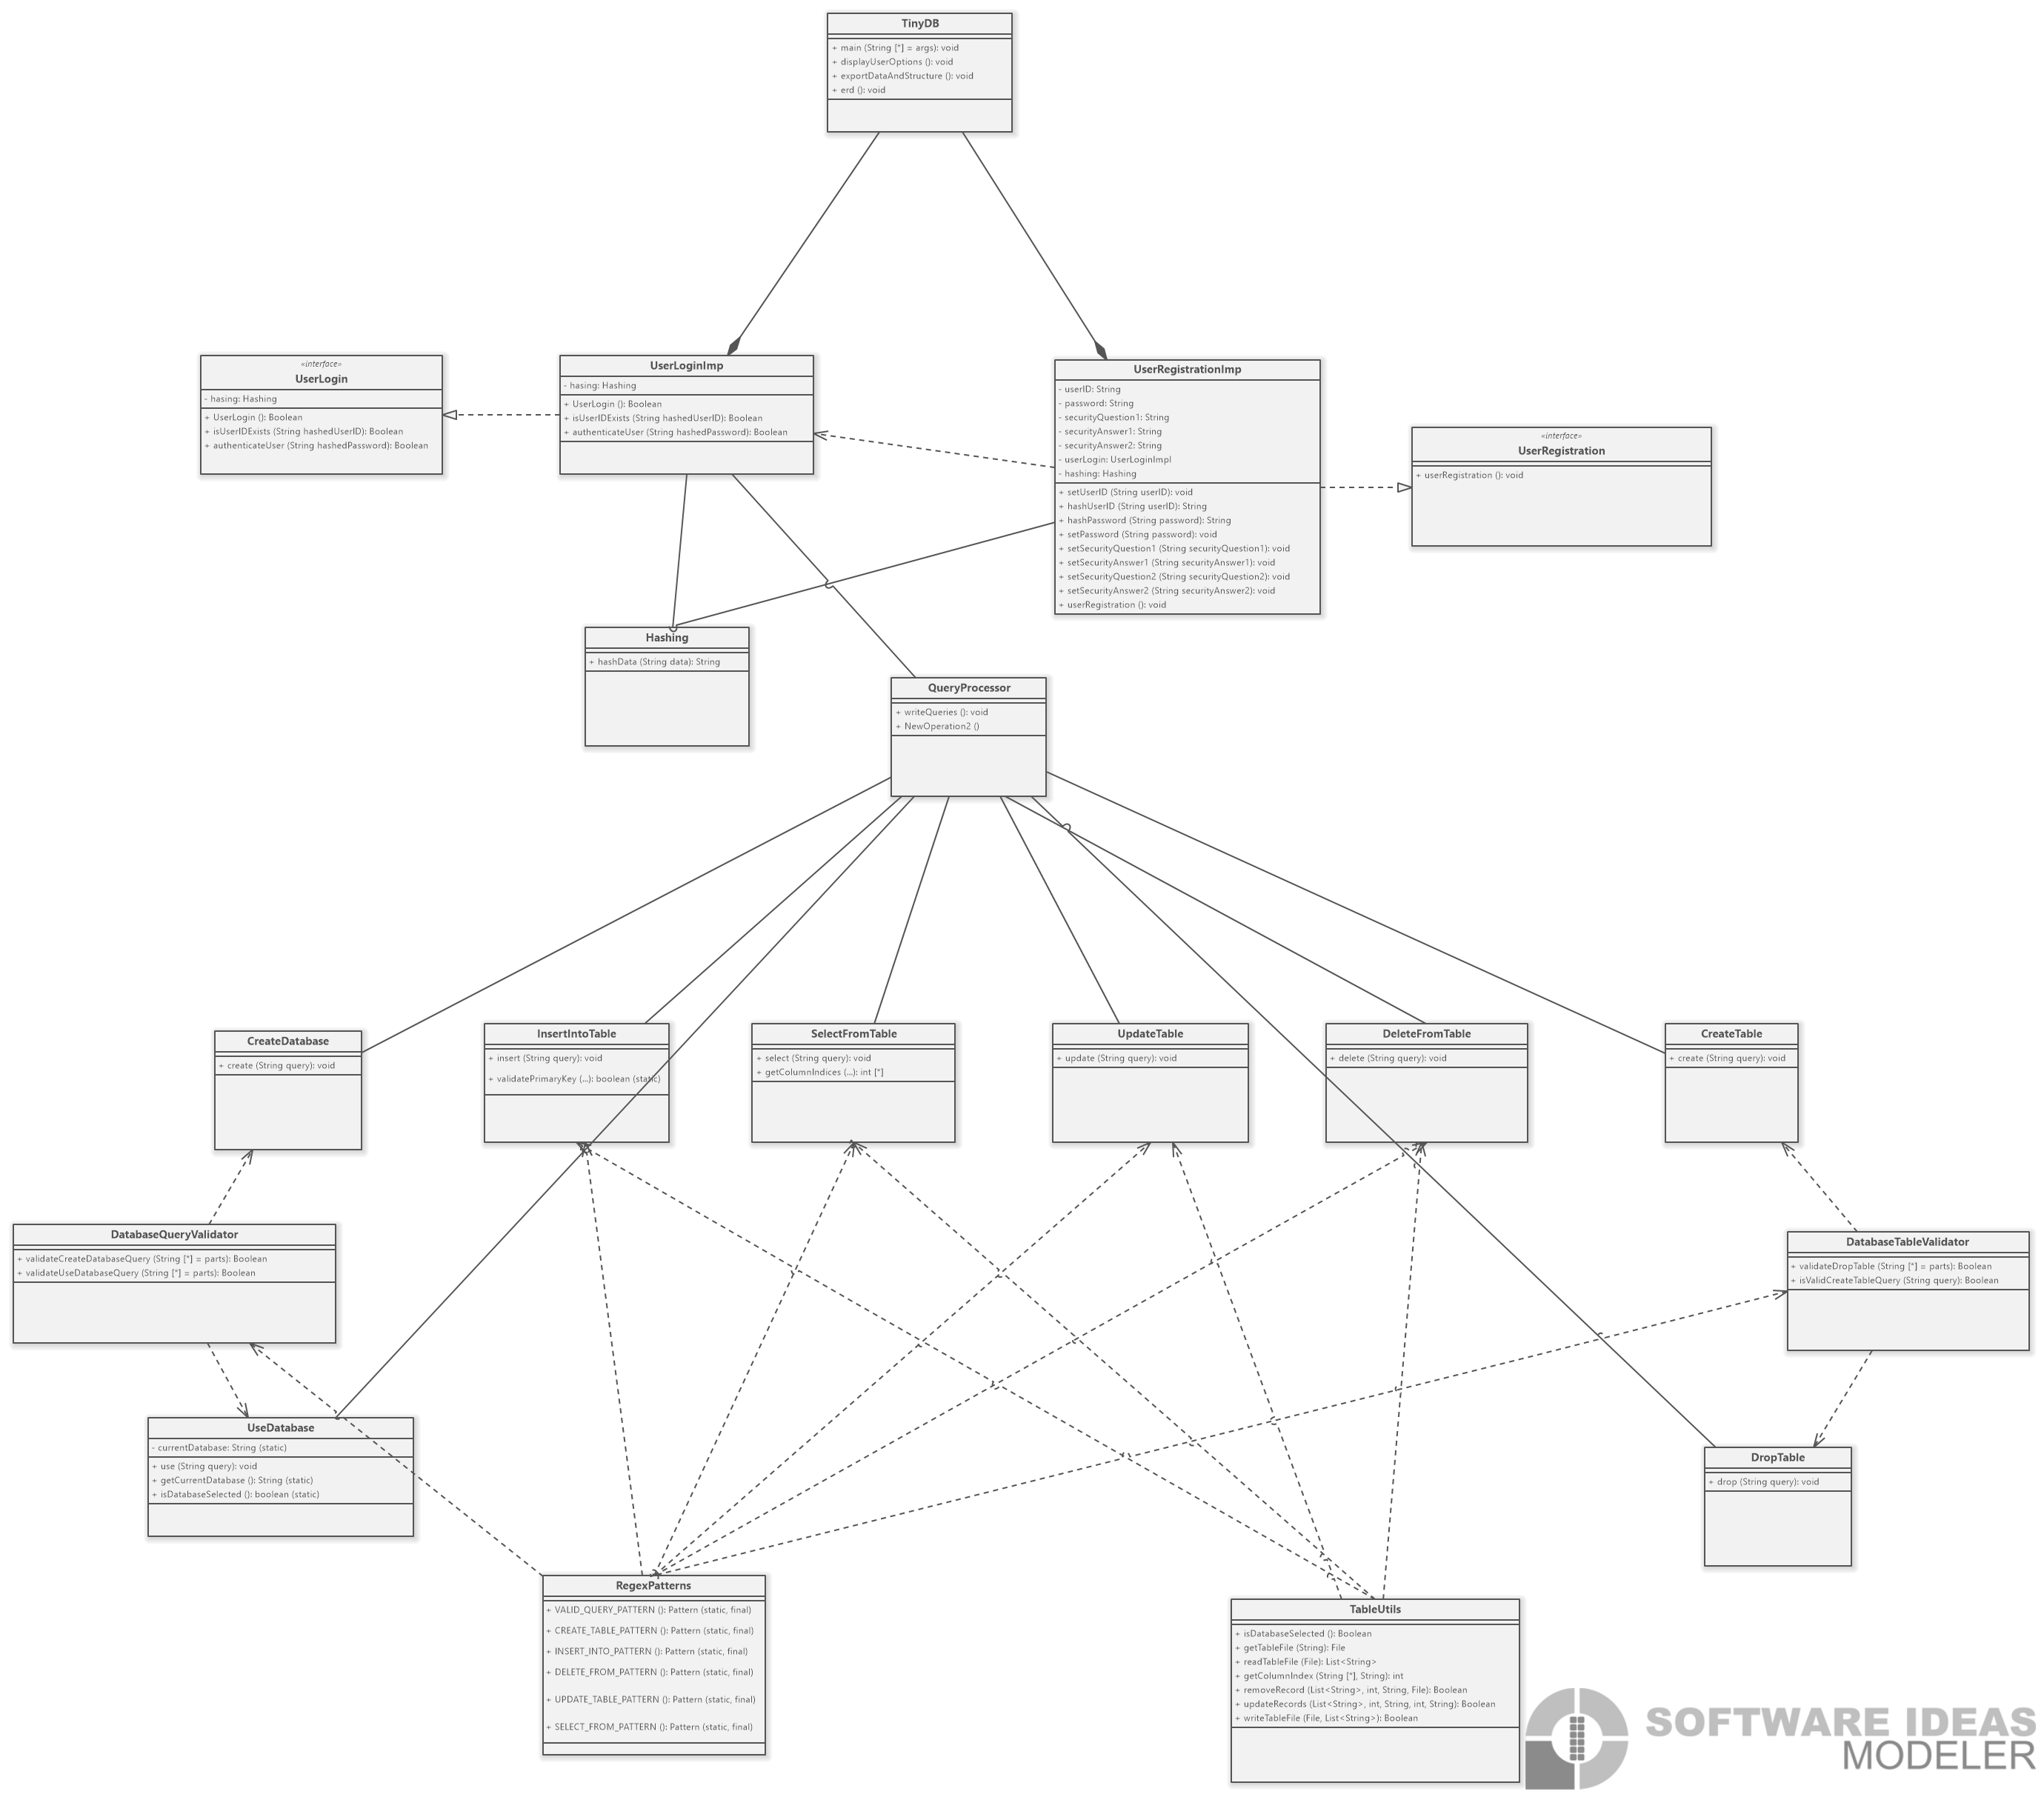 TinyDB
+ main (String [*] = args): void
+ displayUserOptions (): void
+ exportDataAndStructure (): void
+ erd (): void
«interface»
UserLogin
- hasing: Hashing
+ UserLogin (): Boolean
+ isUserIDExists (String hashedUserID): Boolean
+ authenticateUser (String hashedPassword): Boolean
UserLoginImp
- hasing: Hashing
+ UserLogin (): Boolean
+ isUserIDExists (String hashedUserID): Boolean
+ authenticateUser (String hashedPassword): Boolean
UserRegistrationImp
- userID: String
- password: String
- securityQuestion1: String
- securityAnswer1: String
- securityAnswer2: String
- userLogin: UserLoginImpl
- hashing: Hashing
+ setUserID (String userID): void
+ hashUserID (String userID): String
+ hashPassword (String password): String
+ setPassword (String password): void
+ setSecurityQuestion1 (String securityQuestion1): void
+ setSecurityAnswer1 (String securityAnswer1): void
+ setSecurityQuestion2 (String securityQuestion2): void
+ setSecurityAnswer2 (String securityAnswer2): void
+ userRegistration (): void
«interface»
UserRegistration
+ userRegistration (): void
Hashing
+ hashData (String data): String
QueryProcessor
+ writeQueries (): void
+ NewOperation2 ()
CreateDatabase
+ create (String query): void
InsertIntoTable
+ insert (String query): void
+ validatePrimaryKey (...): boolean (static)
SelectFromTable
+ select (String query): void
+ getColumnIndices (...): int [*]
UpdateTable
+ update (String query): void
DeleteFromTable
+ delete (String query): void
CreateTable
+ create (String query): void
DatabaseQueryValidator
+ validateCreateDatabaseQuery (String [*] = parts): Boolean
+ validateUseDatabaseQuery (String [*] = parts): Boolean
DatabaseTableValidator
+ validateDropTable (String [*] = parts): Boolean
+ isValidCreateTableQuery (String query): Boolean
UseDatabase
- currentDatabase: String (static)
+ use (String query): void
+ getCurrentDatabase (): String (static)
+ isDatabaseSelected (): boolean (static)
DropTable
+ drop (String query): void
RegexPatterns
+ VALID_QUERY_PATTERN (): Pattern (static, final)
+ CREATE_TABLE_PATTERN (): Pattern (static, final)
+ INSERT_INTO_PATTERN (): Pattern (static, final)
+ DELETE_FROM_PATTERN (): Pattern (static, final)
+ UPDATE_TABLE_PATTERN (): Pattern (static, final)
+ SELECT_FROM_PATTERN (): Pattern (static, final)
TableUtils
+ isDatabaseSelected (): Boolean
+ getTableFile (String): File
+ readTableFile (File): List<String>
+ getColumnIndex (String [*], String): int
+ removeRecord (List<String>, int, String, File): Boolean
+ updateRecords (List<String>, int, String, int, String): Boolean
+ writeTableFile (File, List<String>): Boolean
SOFTWARE IDEAS
MODELER